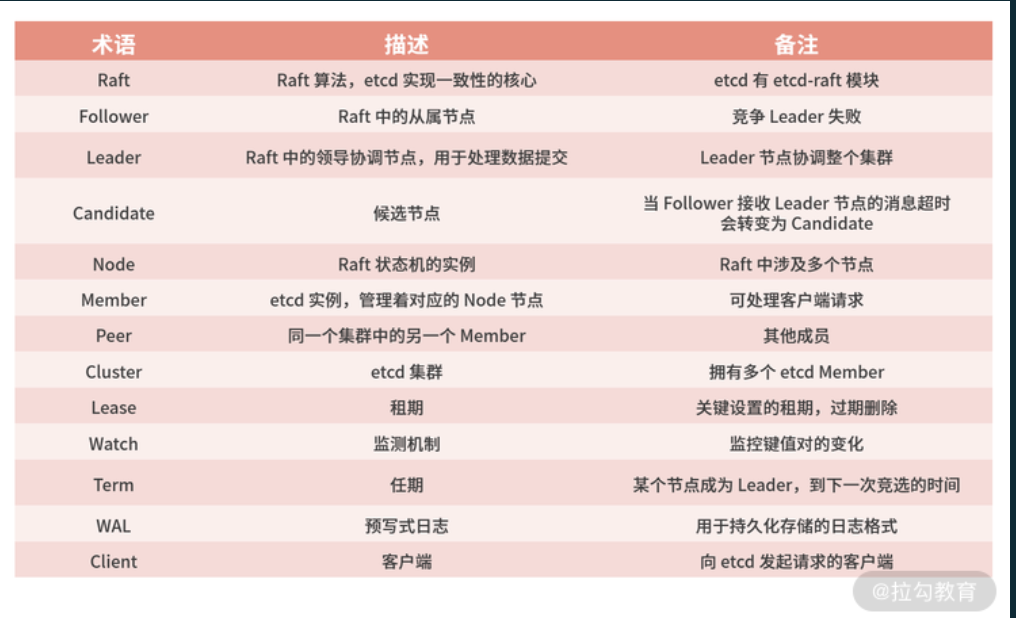 术语 描述 备注
Raft Raft 算法，etcd 实现一致性的核心 etcd 有 etcd-raft 模块
Follower Raft 中的从属节点 竞争 Leader 失败
Leader Raft 中的领导协调节点，用于处理数据提交 Leader 节点协调整个集群
Candidate 候选节点 当 Follower 接收 Leader 节点的消息超时
会转变为 Candidate
Node Raft 状态机的实例 Raft 中涉及多个节点
Member etcd 实例，管理着对应的 Node 节点 可处理客户端请求
Peer 同一个集群中的另一个 Member 其他成员
Cluster etcd 集群 拥有多个 etcd Member
Lease 租期 关键设置的租期，过期删除
Watch 监测机制 监控键值对的变化
Term 任期 某个节点成为 Leader，到下一次竞选的时间
WAL 预写式日志 用于持久化存储的日志格式
Client 客户端 向 etcd 发起请求的客户端
@拉勾教育